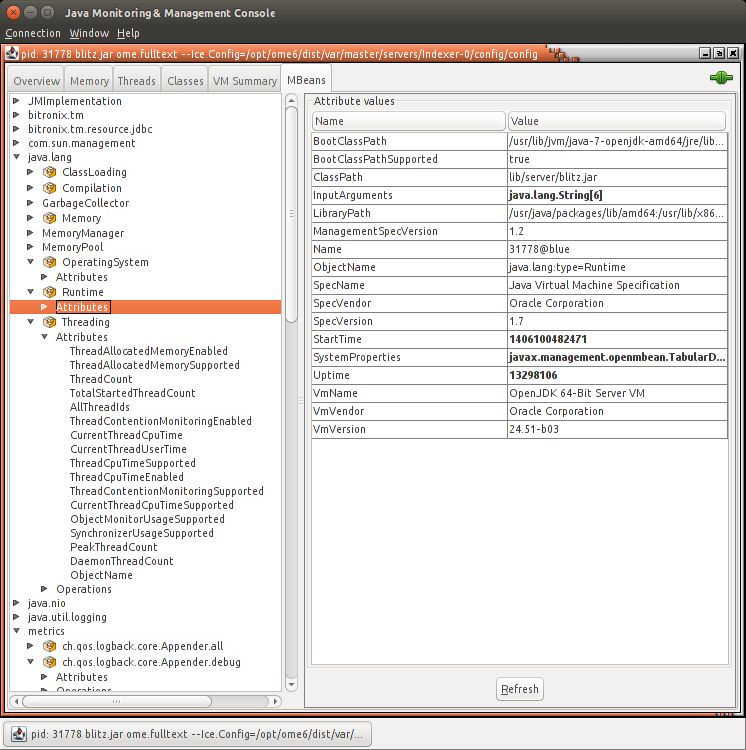 Java Monitoring & Management Console
Connection Window Help
pid: 31778 blitz.jar ome.fulltext --Ice.Config=/opt/ome6/dist/var/master/servers/Indexer-0/config/config
Overview Memory Threads Classes VM Summary MBeans
JMImplementation
bitronix.tm
bitronix.tm.resource.jdbc
com.sun.management
java.lang
ClassLoading
Compilation
GarbageCollector
Memory
MemoryManager
MemoryPool
OperatingSystem
Attributes
Runtime
Attributes
Threading
Attributes
ThreadAllocatedMemoryEnabled
ThreadAllocatedMemorySupported
ThreadCount
TotalStartedThreadCount
AllThreadIds
ThreadContentionMonitoringEnabled
CurrentThreadCpuTime
CurrentThreadUserTime
ThreadCpuTimeSupported
ThreadCpuTimeEnabled
ThreadContentionMonitoringSupported
CurrentThreadCpuTimeSupported
ObjectMonitorUsageSupported
SynchronizerUsageSupported
PeakThreadCount
DaemonThreadCount
ObjectName
Operations
java.nio
java.util.logging
metrics
ch.qos.logback.core.Appender.all
ch.qos.logback.core.Appender.debug
Attributes
Operations
Attribute values
Name Value
BootClassPath /usr/lib/jvm/java-7-openjdk-amd64/jre/lib...
BootClassPathSupported true
ClassPath lib/server/blitz.jar
InputArguments java.lang.String[6]
LibraryPath /usr/java/packages/lib/amd64:/usr/lib/x86...
ManagementSpecVersion 1.2
Name 31778@blue
ObjectName java.lang:type=Runtime
SpecName Java Virtual Machine Specification
SpecVendor Oracle Corporation
SpecVersion 1.7
StartTime 1406100482471
SystemProperties javax.management.openmbean.TabularD...
Uptime 13298106
VmName OpenJDK 64-Bit Server VM
VmVendor Oracle Corporation
VmVersion 24.51-b03
Refresh
pid: 31778 blitz.jar ome.fulltext --Ice.Config=/opt/ome6/dist/var/...